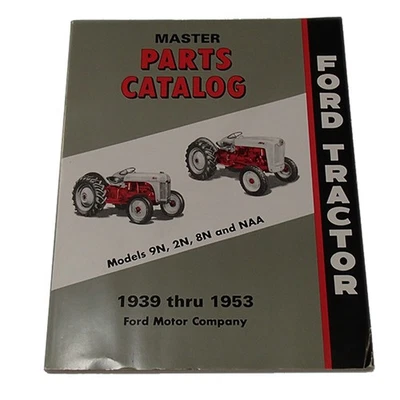 MASTER
PARTS
CATALOG
FORD TRACTOR
Models 9N, 2N, 8N and NAA
1939 thru 1953
Ford Motor Company